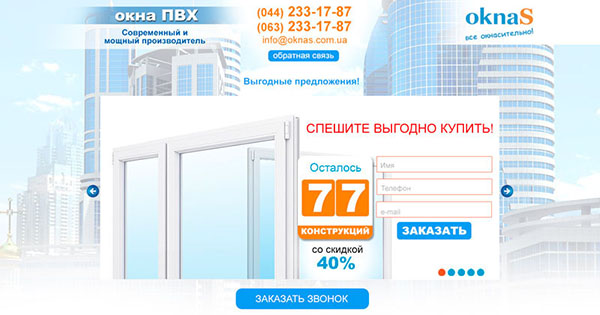 окна ПВХ
Современный и
мощный производитель
(044) 233-17-87
(063) 233-17-87
info@oknas.com.ua
обратная связь
oknaS
все окнасительно!
Выгодные предложения!
СПЕШИТЕ ВЫГОДНО КУПИТЬ!
Осталось
77
КОНСТРУКЦИЙ
со скидкой
40%
Имя
Телефон
e-mail
ЗАКАЗАТЬ
ЗАКАЗАТЬ ЗВОНОК